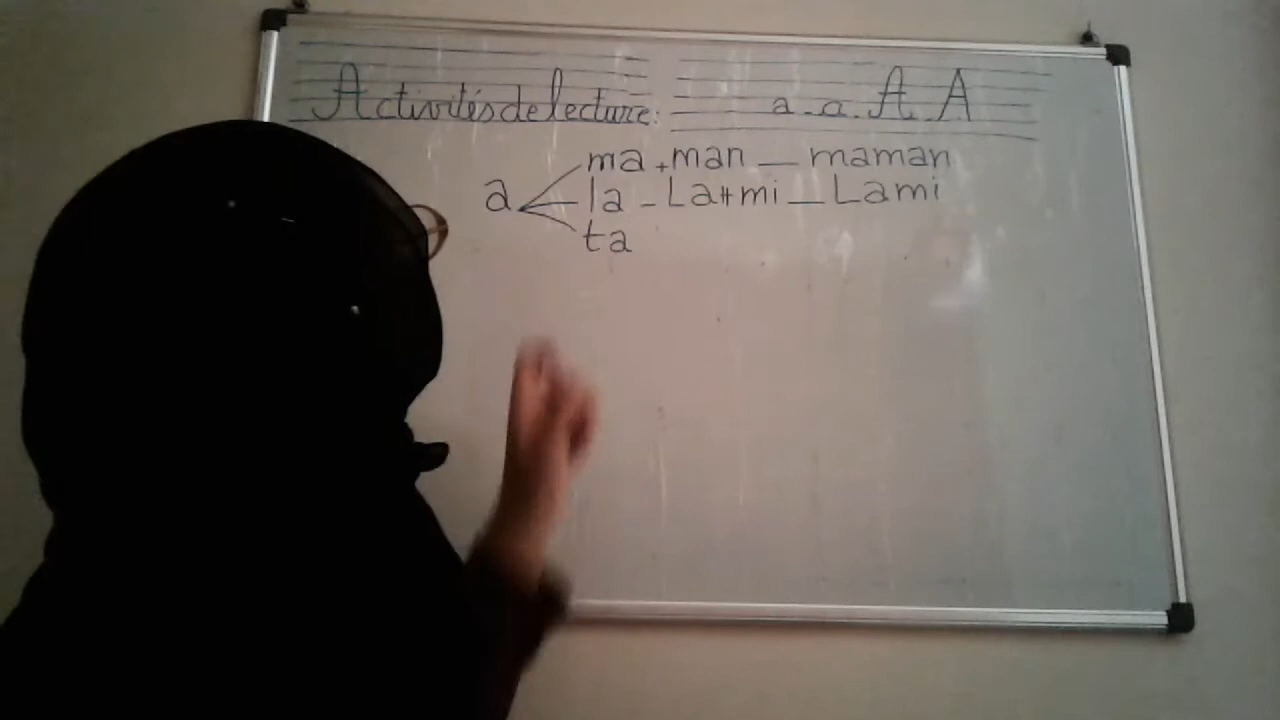 Activités de lecture: a - a. A A
ma + man — maman
a la - La + mi — Lami
ta